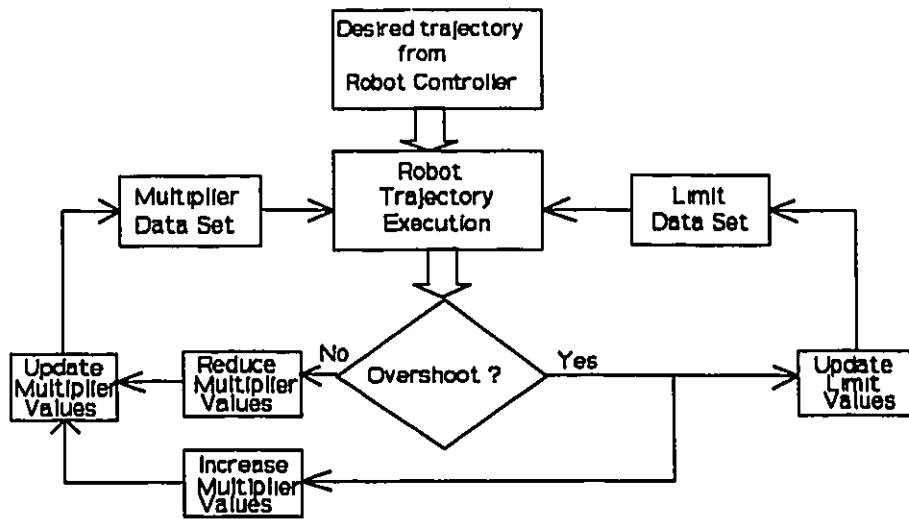 Desired trajectory
from
Robot Controller
Robot
Trajectory
Execution
Multiplier
Data Set
Limit
Data Set
Overshoot ?
No
Yes
Reduce
Multiplier
Values
Update
Multiplier
Values
Update
Limit
Values
Increase
Multiplier
Values